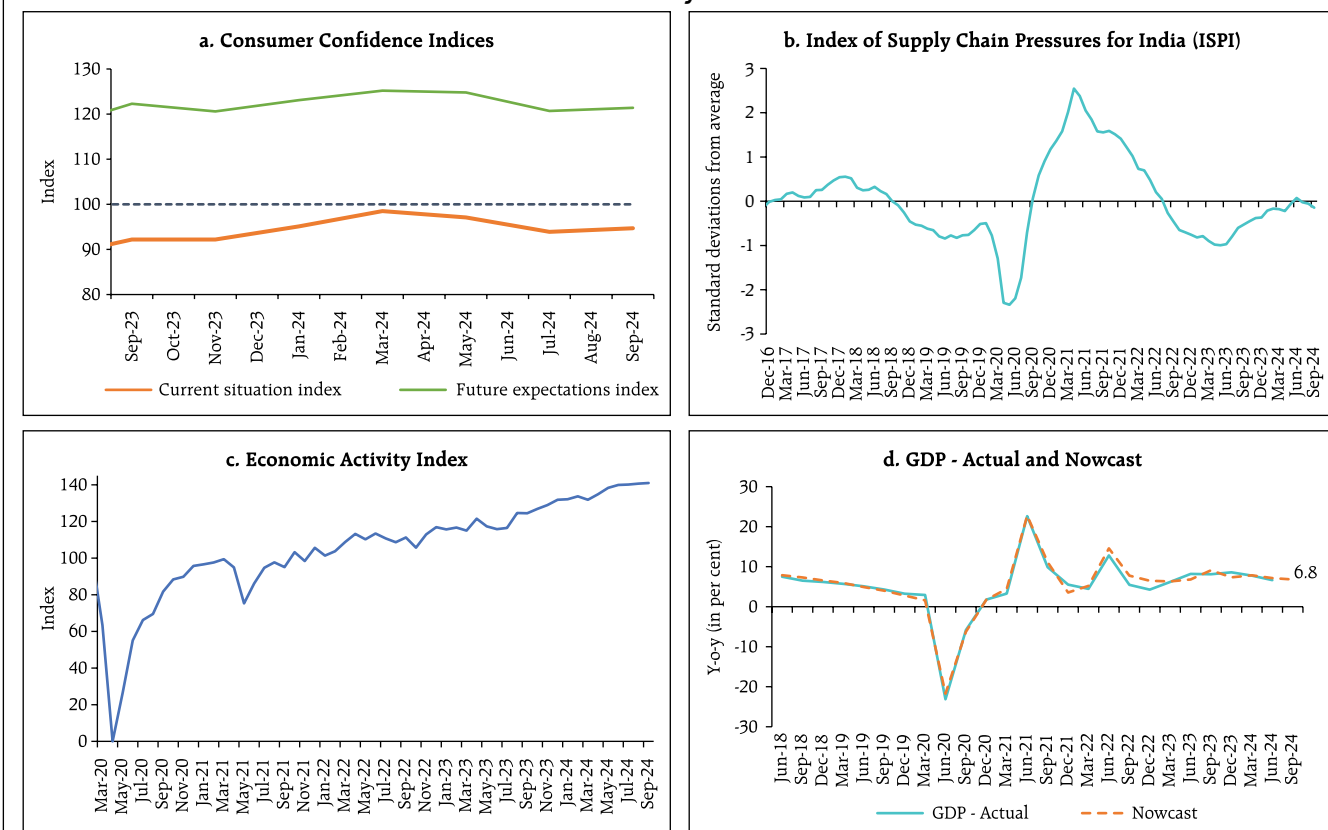 a. Consumer Confidence Indices
130
120
110
100
90
80
Index
Sep-23
Oct-23
Nov-23
Dec-23
Jan-24
Feb-24
Mar-24
Apr-24
May-24
Jun-24
Jul-24
Aug-24
Sep-24
Current situation index
Future expectations index
b. Index of Supply Chain Pressures for India (ISPI)
3
2
1
0
-1
-2
-3
Standard deviations from average
Dec-16
Mar-17
Jun-17
Sep-17
Dec-17
Mar-18
Jun-18
Sep-18
Dec-18
Mar-19
Jun-19
Sep-19
Dec-19
Mar-20
Jun-20
Sep-20
Dec-20
Mar-21
Jun-21
Sep-21
Dec-21
Mar-22
Jun-22
Sep-22
Dec-22
Mar-23
Jun-23
Sep-23
Dec-23
Mar-24
Jun-24
Sep-24
c. Economic Activity Index
140
120
100
80
60
40
20
0
Index
Mar-20
May-20
Jul-20
Sep-20
Nov-20
Jan-21
Mar-21
May-21
Jul-21
Sep-21
Nov-21
Jan-22
Mar-22
May-22
Jul-22
Sep-22
Nov-22
Jan-23
Mar-23
May-23
Jul-23
Sep-23
Nov-23
Jan-24
Mar-24
May-24
Jul-24
Sep-24
d. GDP - Actual and Nowcast
30
20
10
0
-10
-20
-30
Y-o-y (in per cent)
6.8
Jun-18
Sep-18
Dec-18
Mar-19
Jun-19
Sep-19
Dec-19
Mar-20
Jun-20
Sep-20
Dec-20
Mar-21
Jun-21
Sep-21
Dec-21
Mar-22
Jun-22
Sep-22
Dec-22
Mar-23
Jun-23
Sep-23
Dec-23
Mar-24
Jun-24
Sep-24
GDP - Actual
Nowcast